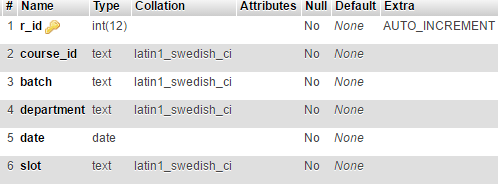 # Name Type Collation Attributes Null Default Extra
1 r_id int(12) No None AUTO_INCREMENT
2 course_id text latin1_swedish_ci No None
3 batch text latin1_swedish_ci No None
4 department text latin1_swedish_ci No None
5 date date No None
6 slot text latin1_swedish_ci No None